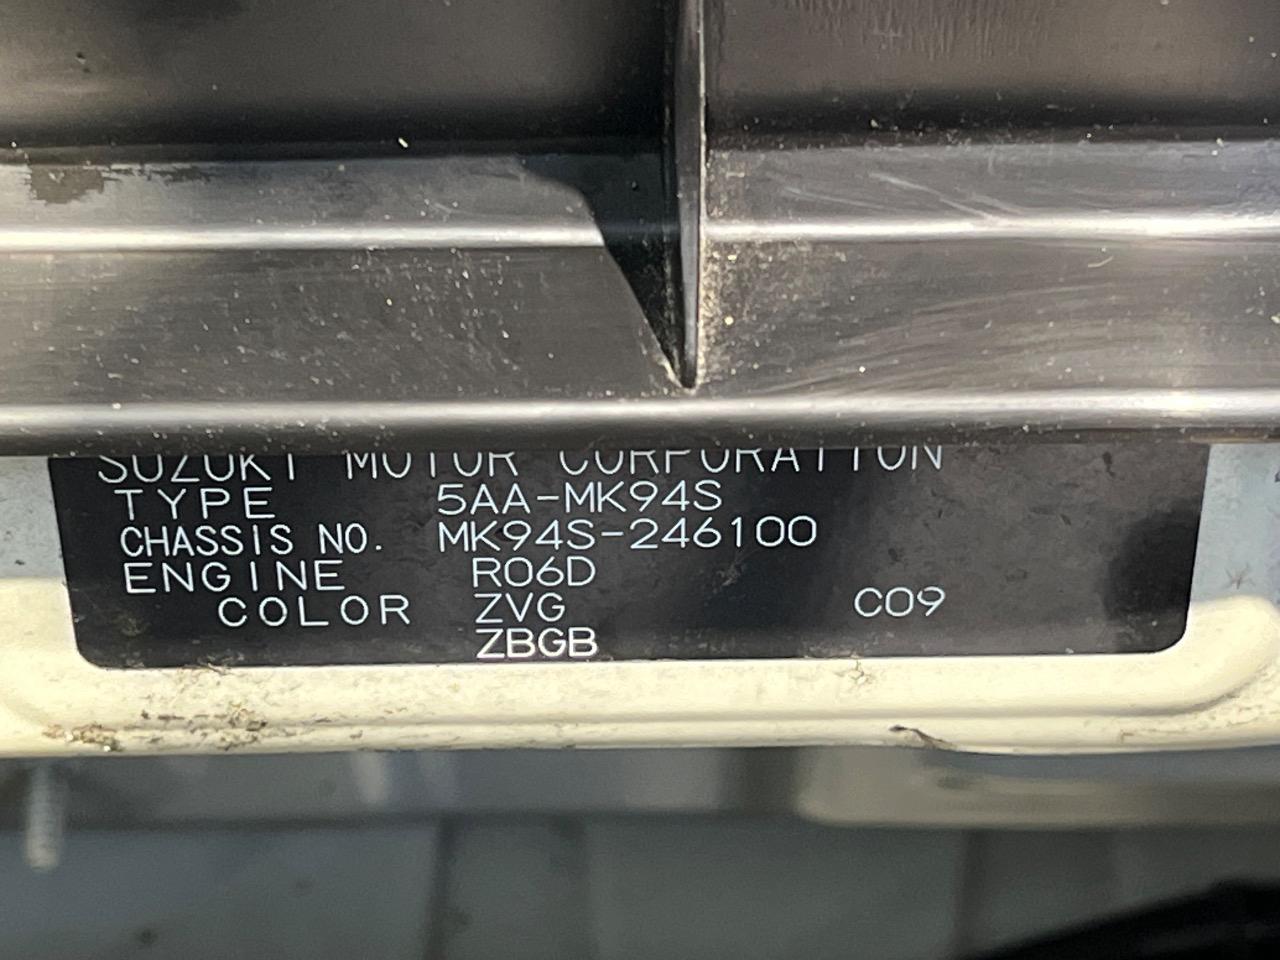 SUZUKI MOTOR CORPORATION
TYPE 5AA-MK94S
CHASSIS NO. MK94S-246100
ENGINE R06D
COLOR ZVG C09
ZBGB